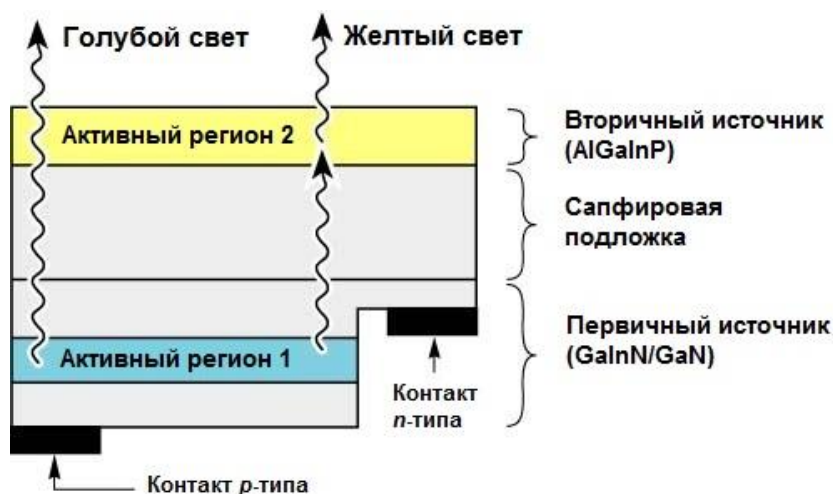 Голубой свет
Желтый свет
Активный регион 2
Вторичный источник
(AlGaInP)
Сапфировая
подложка
Активный регион 1
Первичный источник
(GaInN/GaN)
Контакт
n-типа
Контакт p-типа